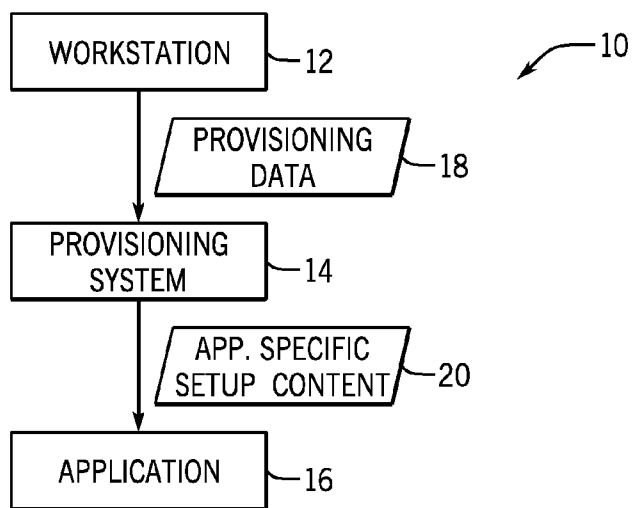 WORKSTATION
12
10
PROVISIONING
DATA
18
PROVISIONING
SYSTEM
14
APP. SPECIFIC
SETUP CONTENT
20
APPLICATION
16